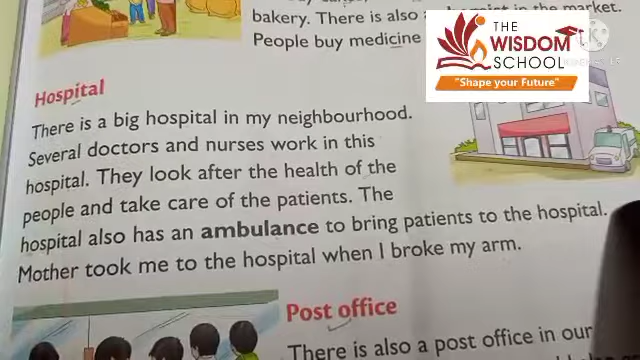 bakery. There is also a
in the market.
People buy medicine
THE
WISDOM
SCHOOL
"Shape your Future"
Hospital
There is a big hospital in my neighbourhood.
Several doctors and nurses work in this
hospital. They look after the health of the
people and take care of the patients. The
hospital also has an ambulance to bring patients to the hospital.
Mother took me to the hospital when I broke my arm.
Post office
There is also a post office in our